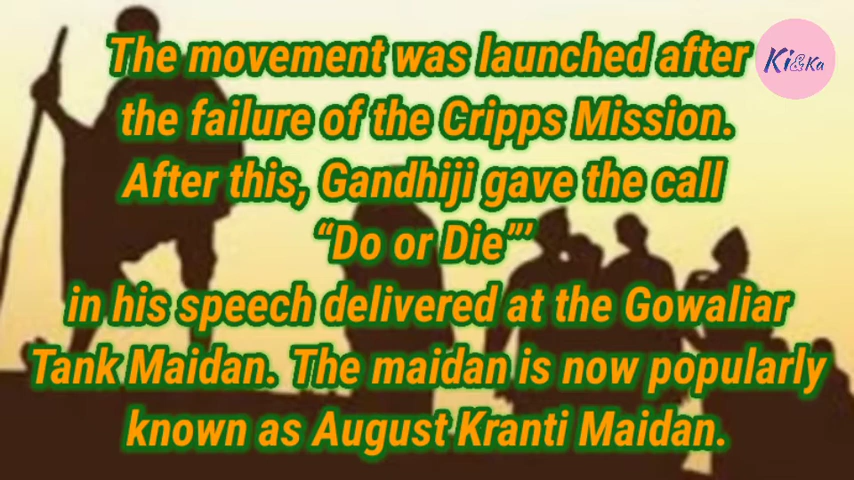 The movement was launched after
the failure of the Cripps Mission.
After this, Gandhiji gave the call
“Do or Die”’
in his speech delivered at the Gowaliar
Tank Maidan. The maidan is now popularly
known as August Kranti Maidan.
Ki&Ka